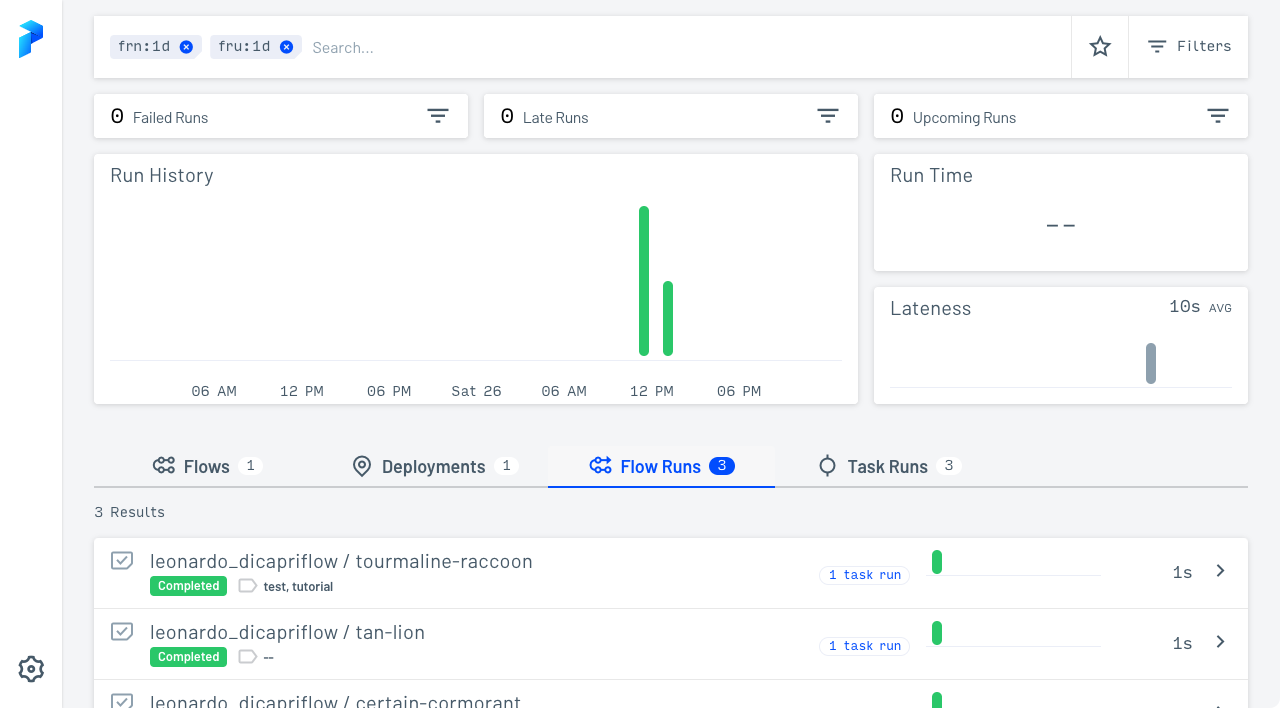 frn:1d fru:1d Search... Filters
0 Failed Runs 0 Late Runs 0 Upcoming Runs
Run History
Run Time
--
Lateness 10s AVG
06 AM 12 PM 06 PM Sat 26 06 AM 12 PM 06 PM
Flows 1 Deployments 1 Flow Runs 3 Task Runs 3
3 Results
leonardo_dicapriflow / tourmaline-raccoon
Completed test, tutorial 1 task run 1s
leonardo_dicapriflow / tan-lion
Completed -- 1 task run 1s
leonardo_dicapriflow / certain-cormorant